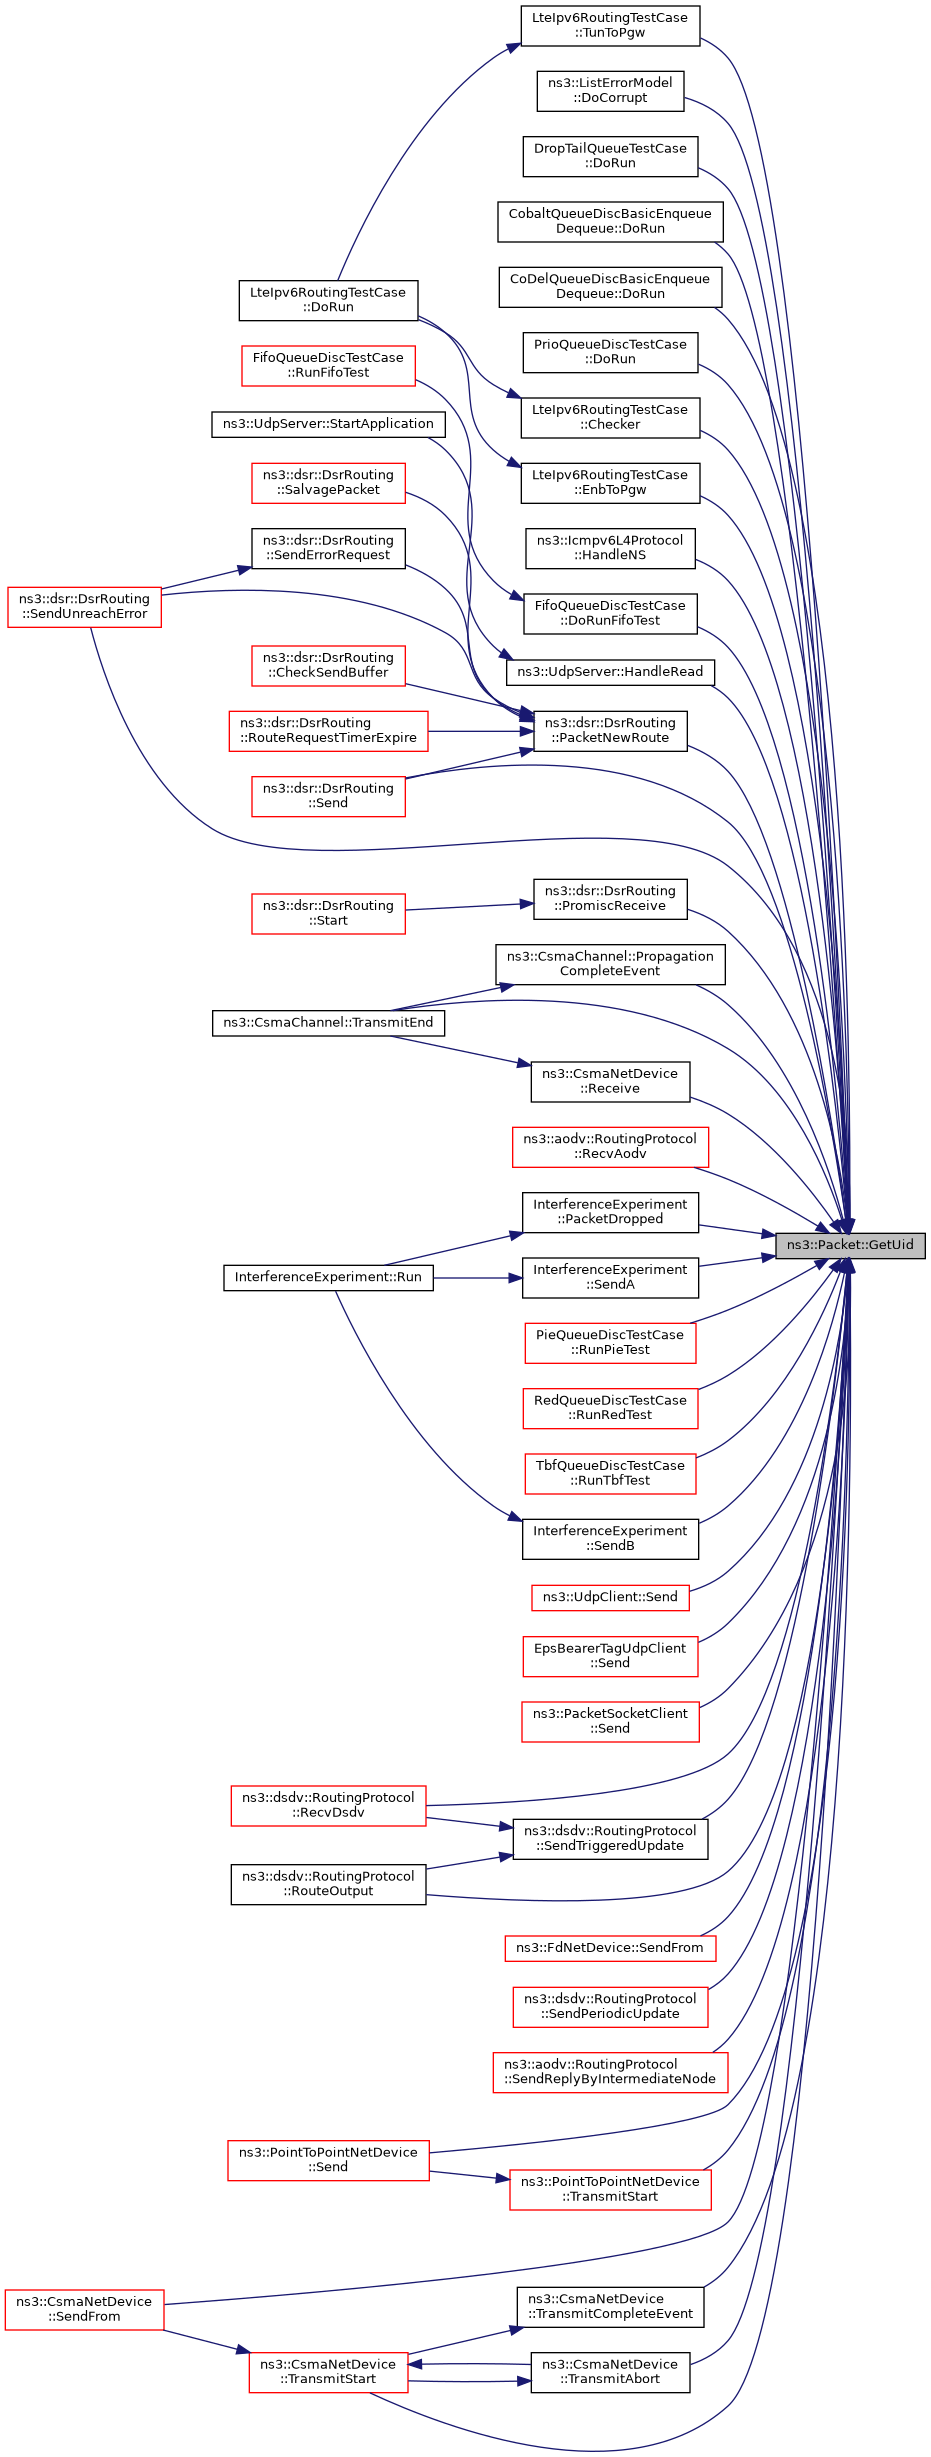 LteIpv6RoutingTestCase
::TunToPgw
ns3::ListErrorModel
::DoCorrupt
DropTailQueueTestCase
::DoRun
CobaltQueueDiscBasicEnqueue
Dequeue::DoRun
CoDelQueueDiscBasicEnqueue
Dequeue::DoRun
LteIpv6RoutingTestCase
::DoRun
PrioQueueDiscTestCase
::DoRun
FifoQueueDiscTestCase
::RunFifoTest
LteIpv6RoutingTestCase
::Checker
ns3::UdpServer::StartApplication
LteIpv6RoutingTestCase
::EnbToPgw
ns3::dsr::DsrRouting
::SalvagePacket
ns3::Icmpv6L4Protocol
::HandleNS
ns3::dsr::DsrRouting
::SendErrorRequest
ns3::dsr::DsrRouting
::SendUnreachError
FifoQueueDiscTestCase
::DoRunFifoTest
ns3::dsr::DsrRouting
::CheckSendBuffer
ns3::UdpServer::HandleRead
ns3::dsr::DsrRouting
::RouteRequestTimerExpire
ns3::dsr::DsrRouting
::PacketNewRoute
ns3::dsr::DsrRouting
::Send
ns3::dsr::DsrRouting
::Start
ns3::dsr::DsrRouting
::PromiscReceive
ns3::CsmaChannel::Propagation
CompleteEvent
ns3::CsmaChannel::TransmitEnd
ns3::CsmaNetDevice
::Receive
ns3::aodv::RoutingProtocol
::RecvAodv
InterferenceExperiment
::PacketDropped
ns3::Packet::GetUid
InterferenceExperiment::Run
InterferenceExperiment
::SendA
PieQueueDiscTestCase
::RunPieTest
RedQueueDiscTestCase
::RunRedTest
TbfQueueDiscTestCase
::RunTbfTest
InterferenceExperiment
::SendB
ns3::UdpClient::Send
EpsBearerTagUdpClient
::Send
ns3::PacketSocketClient
::Send
ns3::dsdv::RoutingProtocol
::RecvDsdv
ns3::dsdv::RoutingProtocol
::SendTriggeredUpdate
ns3::dsdv::RoutingProtocol
::RouteOutput
ns3::FdNetDevice::SendFrom
ns3::dsdv::RoutingProtocol
::SendPeriodicUpdate
ns3::aodv::RoutingProtocol
::SendReplyByIntermediateNode
ns3::PointToPointNetDevice
::Send
ns3::PointToPointNetDevice
::TransmitStart
ns3::CsmaNetDevice
::SendFrom
ns3::CsmaNetDevice
::TransmitCompleteEvent
ns3::CsmaNetDevice
::TransmitStart
ns3::CsmaNetDevice
::TransmitAbort